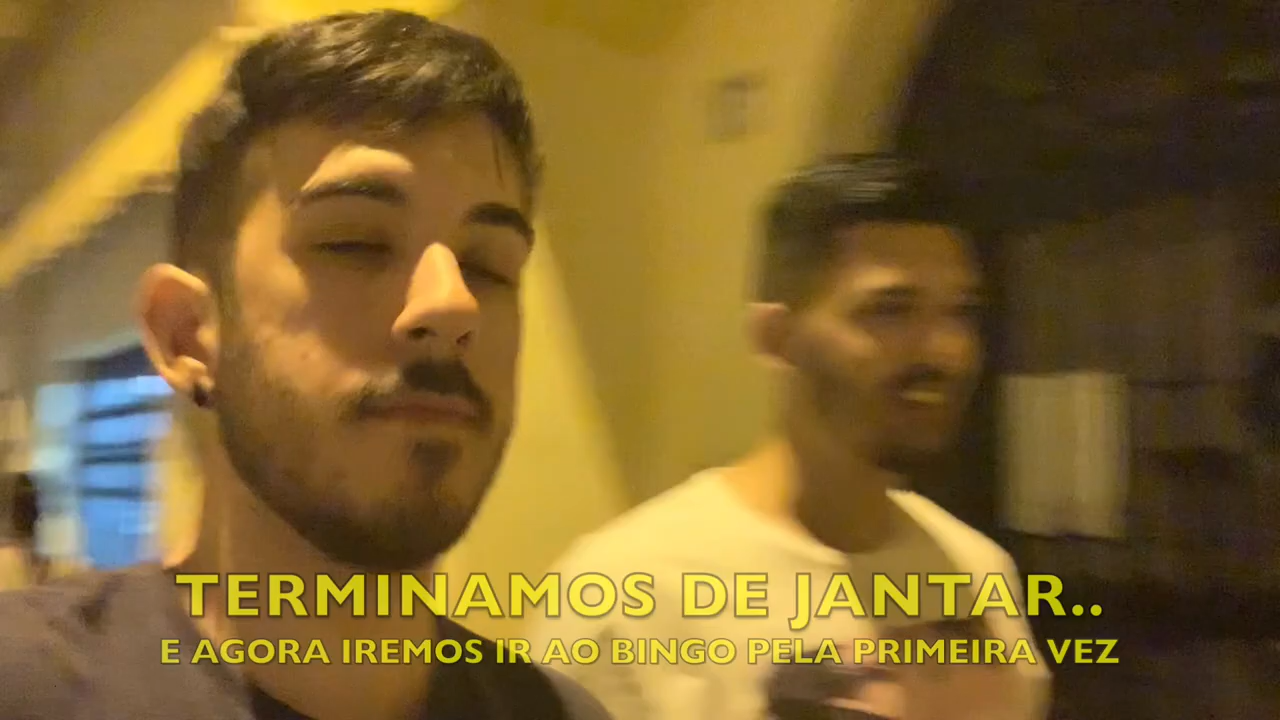 TERMINAMOS DE JANTAR..
E AGORA IREMOS IR AO BINGO PELA PRIMEIRA VEZ